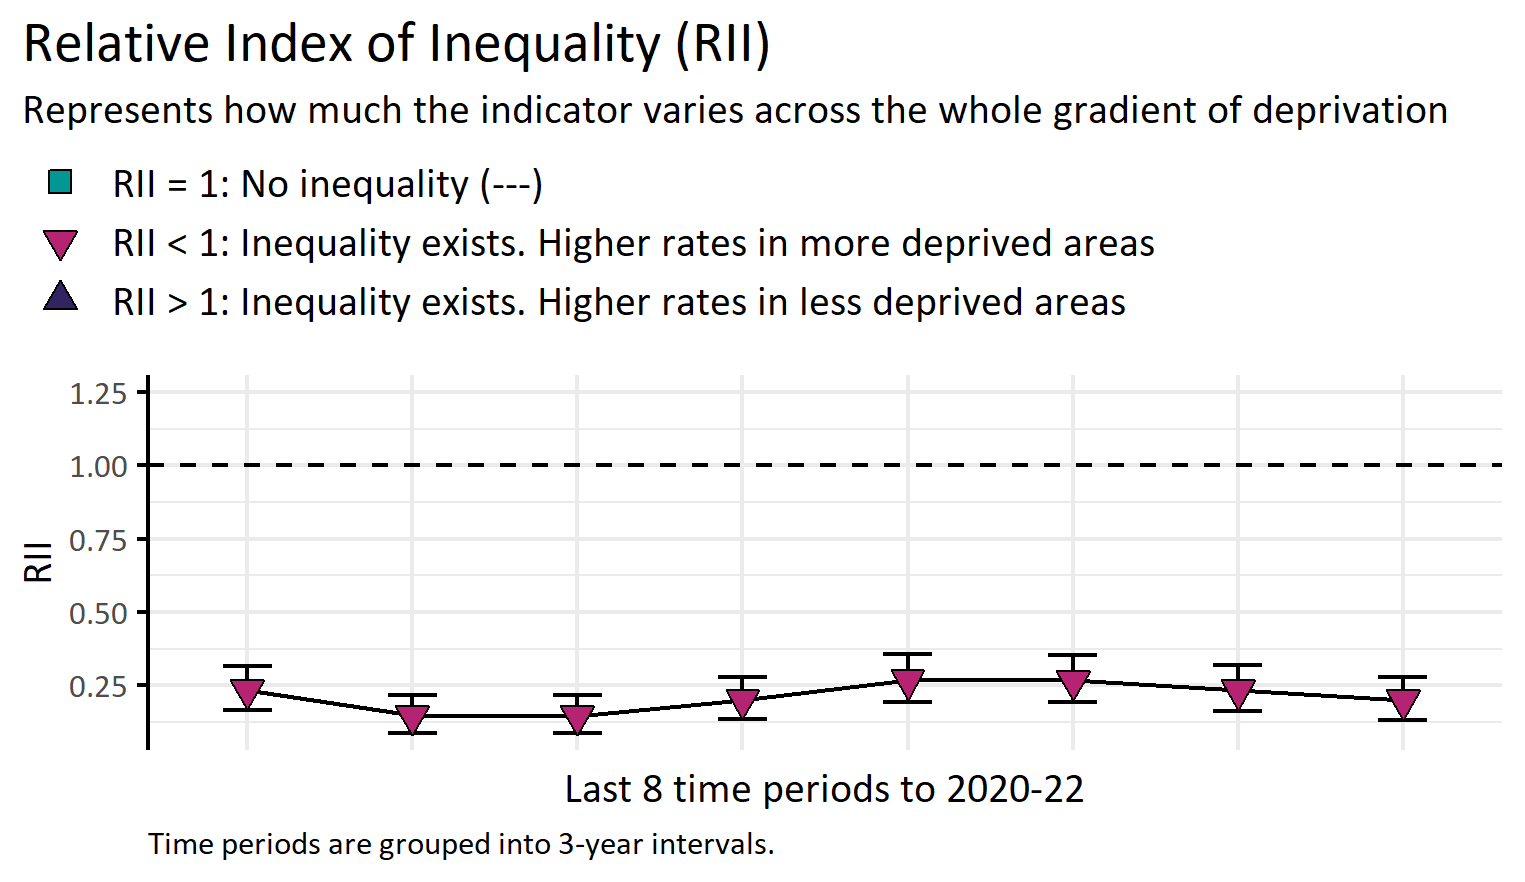 Relative Index of Inequality (RII)
Represents how much the indicator varies across the whole gradient of deprivation
RII = 1: No inequality (---)
RII < 1: Inequality exists. Higher rates in more deprived areas
RII > 1: Inequality exists. Higher rates in less deprived areas
1.25
1.00
0.75
0.50
0.25
RII
Last 8 time periods to 2020-22
Time periods are grouped into 3-year intervals.